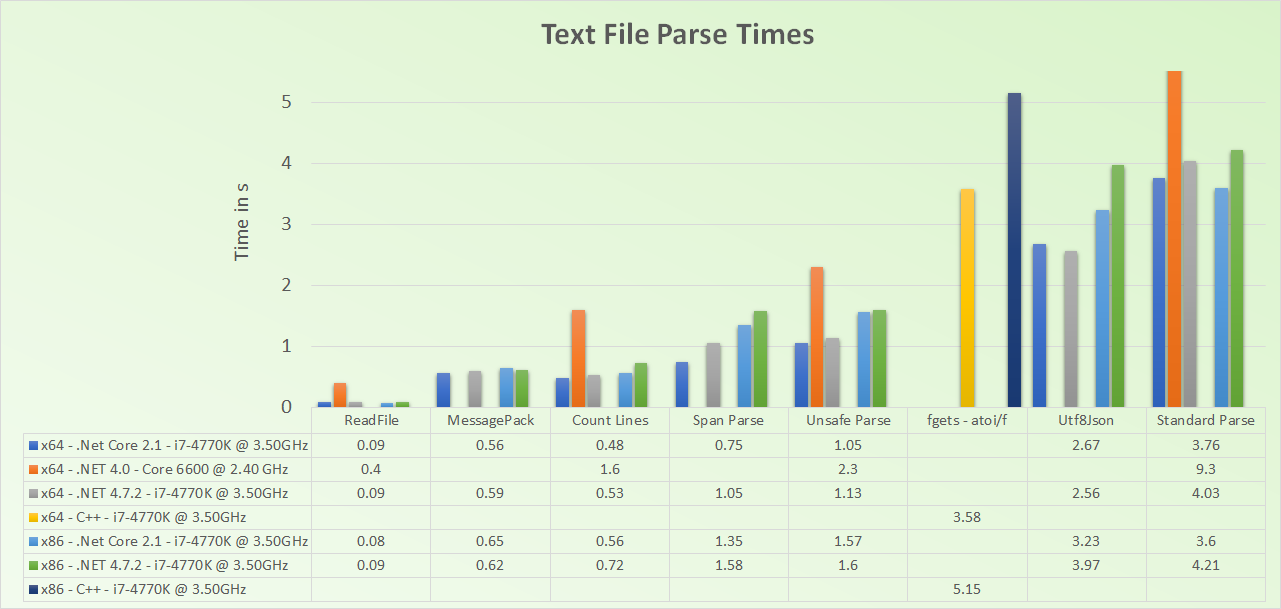 Text File Parse Times
5
4
3
2
1
0
Time in s
ReadFile MessagePack Count Lines Span Parse Unsafe Parse fgets - atoi/f Utf8Json Standard Parse
x64 - .Net Core 2.1 - i7-4770K @ 3.50GHz 0.09 0.56 0.48 0.75 1.05 2.67 3.76
x64 - .NET 4.0 - Core 6600 @ 2.40 GHz 0.4 1.6 2.3 9.3
x64 - .NET 4.7.2 - i7-4770K @ 3.50GHz 0.09 0.59 0.53 1.05 1.13 2.56 4.03
x64 - C++ - i7-4770K @ 3.50GHz 3.58
x86 - .Net Core 2.1 - i7-4770K @ 3.50GHz 0.08 0.65 0.56 1.35 1.57 3.23 3.6
x86 - .NET 4.7.2 - i7-4770K @ 3.50GHz 0.09 0.62 0.72 1.58 1.6 3.97 4.21
x86 - C++ - i7-4770K @ 3.50GHz 5.15